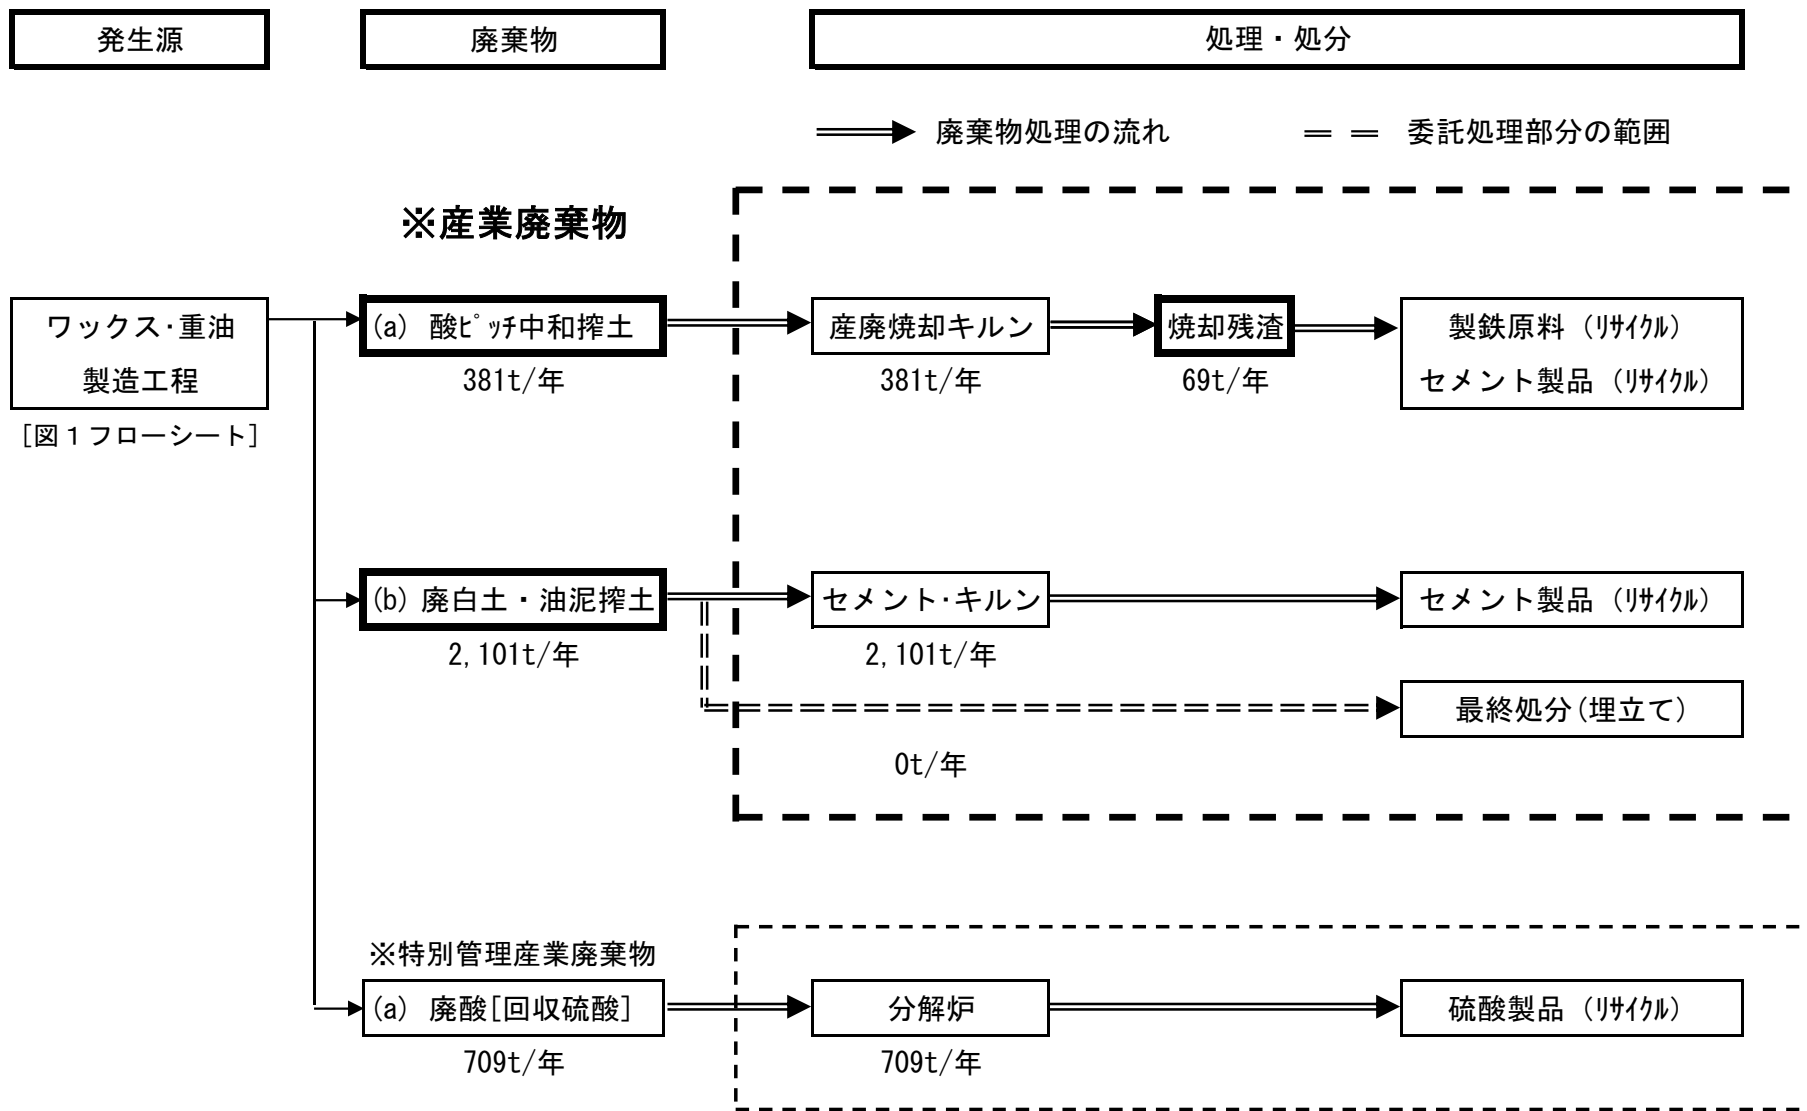 発生源
廃棄物
処理・処分
廃棄物処理の流れ
委託処理部分の範囲
※産業廃棄物
ワックス･重油
製造工程
[図１フローシート]
(a) 酸ﾋﾟｯﾁ中和搾土
381t/年
産廃焼却キルン
381t/年
焼却残渣
69t/年
製鉄原料（ﾘｻｲｸﾙ）
セメント製品（ﾘｻｲｸﾙ）
(b) 廃白土・油泥搾土
2,101t/年
セメント･キルン
2,101t/年
セメント製品（ﾘｻｲｸﾙ）
最終処分(埋立て)
0t/年
※特別管理産業廃棄物
(a) 廃酸[回収硫酸]
709t/年
分解炉
709t/年
硫酸製品（ﾘｻｲｸﾙ）